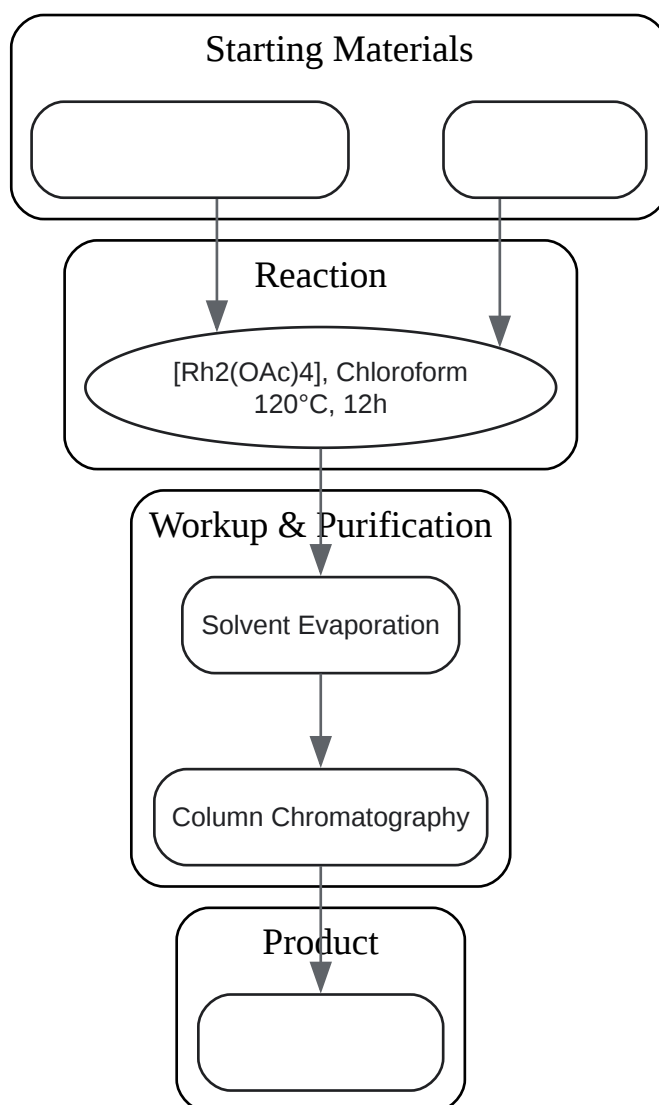 Starting Materials
Reaction
[Rh2(OAc)4], Chloroform
120°C, 12h
Workup & Purification
Solvent Evaporation
Column Chromatography
Product